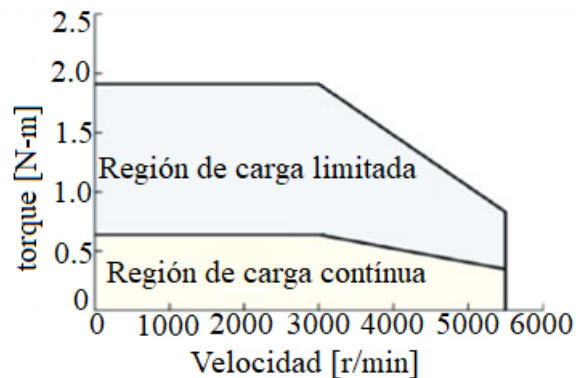 2.5
2.0
1.5
1.0
0.5
0
torque [N-m]
Región de carga limitada
Región de carga contínua
0 1000 2000 3000 4000 5000 6000
Velocidad [r/min]